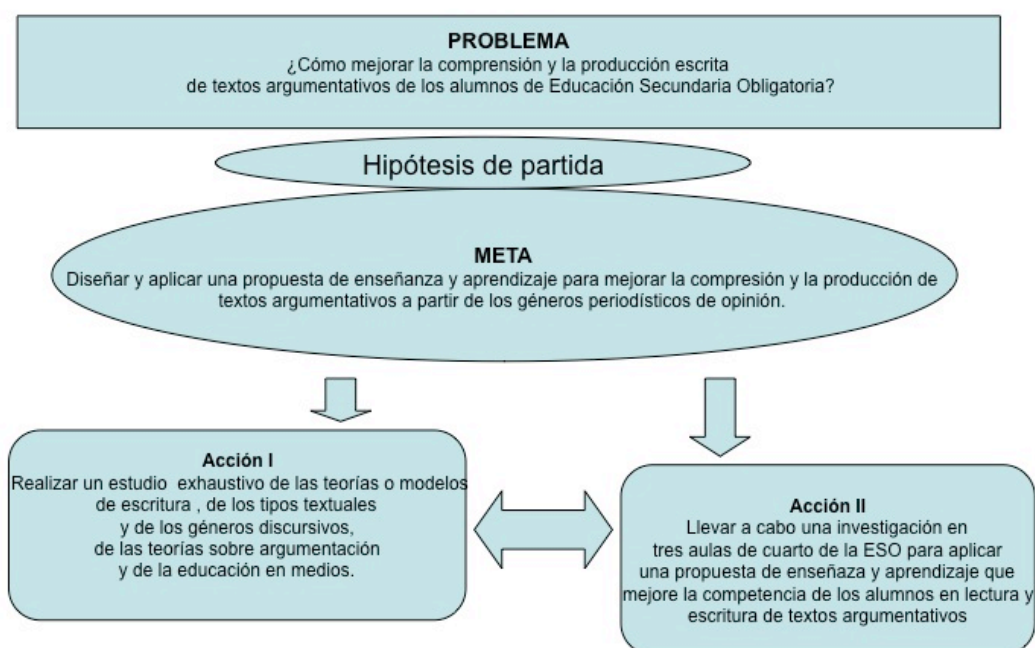 PROBLEMA
¿Cómo mejorar la comprensión y la producción escrita
de textos argumentativos de los alumnos de Educación Secundaria Obligatoria?
Hipótesis de partida
META
Diseñar y aplicar una propuesta de enseñanza y aprendizaje para mejorar la compresión y la producción de
textos argumentativos a partir de los géneros periodísticos de opinión.
Acción I
Realizar un estudio exhaustivo de las teorías o modelos
de escritura , de los tipos textuales
y de los géneros discursivos,
de las teorías sobre argumentación
y de la educación en medios.
Acción II
Llevar a cabo una investigación en
tres aulas de cuarto de la ESO para aplicar
una propuesta de enseñaza y aprendizaje que
mejore la competencia de los alumnos en lectura y
escritura de textos argumentativos